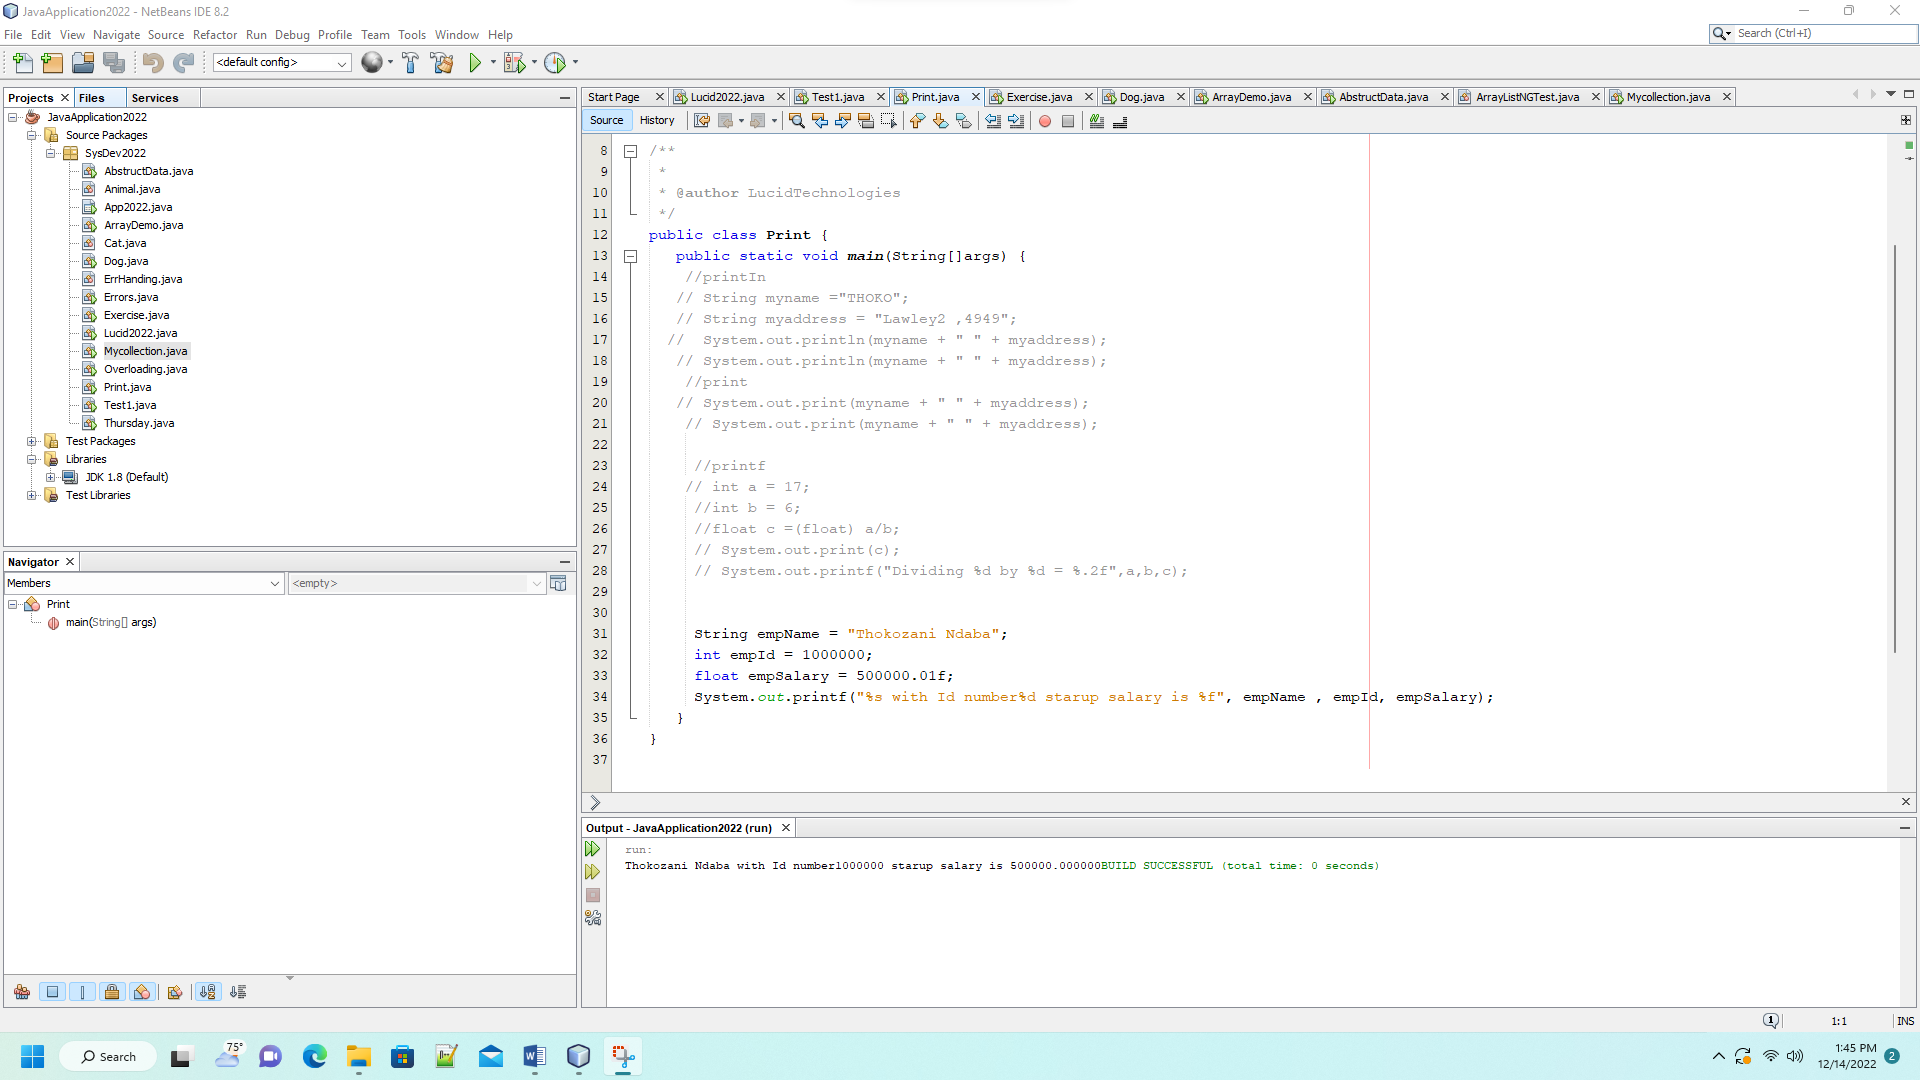 JavaApplication2022 - NetBeans IDE 8.2
File Edit View Navigate Source Refactor Run Debug Profile Team Tools Window Help
Search (Ctrl+I)
<default config>
Projects Files Services
JavaApplication2022
Source Packages
SysDev2022
AbstructData.java
Animal.java
App2022.java
ArrayDemo.java
Cat.java
Dog.java
ErrHanding.java
Errors.java
Exercise.java
Lucid2022.java
Mycollection.java
Overloading.java
Print.java
Test1.java
Thursday.java
Test Packages
Libraries
JDK 1.8 (Default)
Test Libraries
Navigator
Members <empty>
Print
main(String[] args)
Start Page Lucid2022.java Test1.java Print.java Exercise.java Dog.java ArrayDemo.java AbstructData.java ArrayListNGTest.java Mycollection.java
Source History
8 /**
9 *
10 * @author LucidTechnologies
11 */
12 public class Print {
13 public static void main(String[]args) {
14 //printIn
15 // String myname ="THOKO";
16 // String myaddress = "Lawley2 ,4949";
17 // System.out.println(myname + " " + myaddress);
18 // System.out.println(myname + " " + myaddress);
19 //print
20 // System.out.print(myname + " " + myaddress);
21 // System.out.print(myname + " " + myaddress);
22
23 //printf
24 // int a = 17;
25 //int b = 6;
26 //float c =(float) a/b;
27 // System.out.print(c);
28 // System.out.printf("Dividing %d by %d = %.2f",a,b,c);
29
30
31 String empName = "Thokozani Ndaba";
32 int empId = 1000000;
33 float empSalary = 500000.01f;
34 System.out.printf("%s with Id number%d starup salary is %f", empName , empId, empSalary);
35 }
36 }
37
Output - JavaApplication2022 (run)
run:
Thokozani Ndaba with Id number1000000 starup salary is 500000.000000BUILD SUCCESSFUL (total time: 0 seconds)
1 1:1 INS
Search
75°
1:45 PM
12/14/2022
2